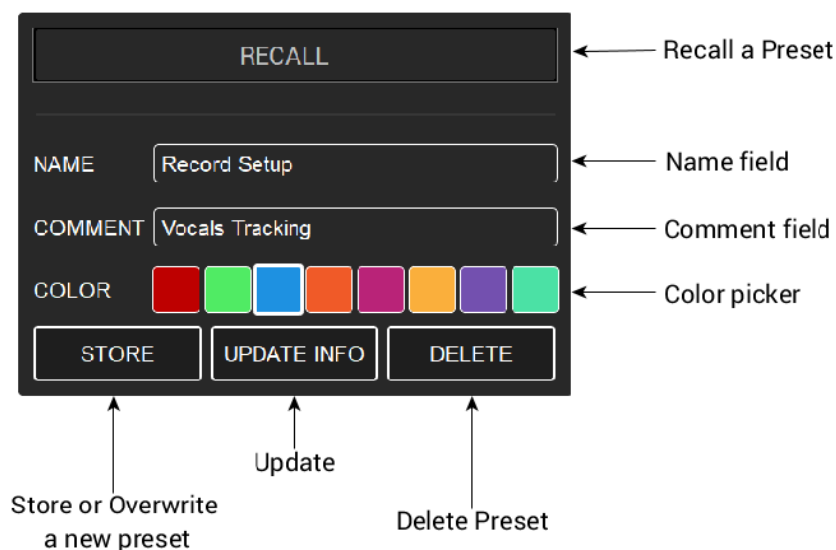 RECALL
Recall a Preset
NAME
Record Setup
Name field
COMMENT
Vocals Tracking
Comment field
COLOR
Color picker
STORE
UPDATE INFO
DELETE
Update
Store or Overwrite
a new preset
Delete Preset